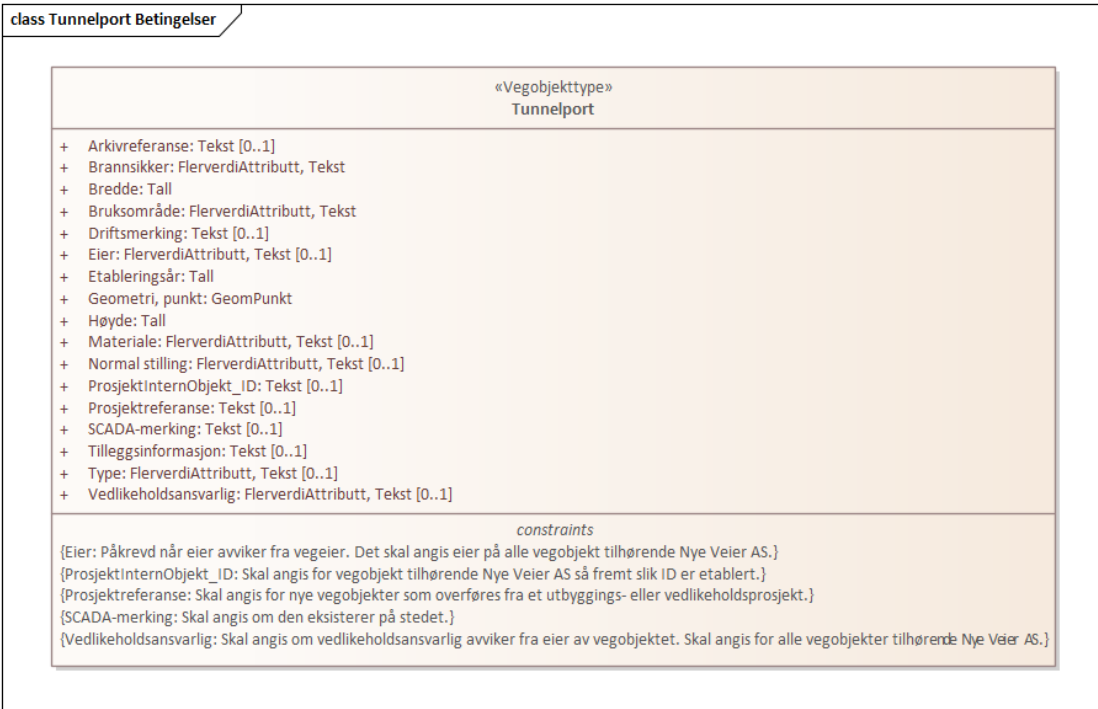 class Tunnelport Betingelser
«Vegobjekttype»
Tunnelport
+ Arkivreferanse: Tekst [0..1]
+ Brannsikker: FlerverdiAttributt, Tekst
+ Bredde: Tall
+ Bruksområde: FlerverdiAttributt, Tekst
+ Driftsmerking: Tekst [0..1]
+ Eier: FlerverdiAttributt, Tekst [0..1]
+ Etableringsår: Tall
+ Geometri, punkt: GeomPunkt
+ Høyde: Tall
+ Materiale: FlerverdiAttributt, Tekst [0..1]
+ Normal stilling: FlerverdiAttributt, Tekst [0..1]
+ ProsjektInternObjekt_ID: Tekst [0..1]
+ Prosjektreferanse: Tekst [0..1]
+ SCADA-merking: Tekst [0..1]
+ Tilleggsinformasjon: Tekst [0..1]
+ Type: FlerverdiAttributt, Tekst [0..1]
+ Vedlikeholdsansvarlig: FlerverdiAttributt, Tekst [0..1]
constraints
{Eier: Påkrevd når eier avviker fra vegeier. Det skal angis eier på alle vegobjekt tilhørende Nye Veier AS.}
{ProsjektInternObjekt_ID: Skal angis for vegobjekt tilhørende Nye Veier AS så fremt slik ID er etablert.}
{Prosjektreferanse: Skal angis for nye vegobjekter som overføres fra et utbyggings- eller vedlikeholdsprosjekt.}
{SCADA-merking: Skal angis om den eksisterer på stedet.}
{Vedlikeholdsansvarlig: Skal angis om vedlikeholdsansvarlig avviker fra eier av vegobjektet. Skal angis for alle vegobjekter tilhørende Nye Veier AS.}